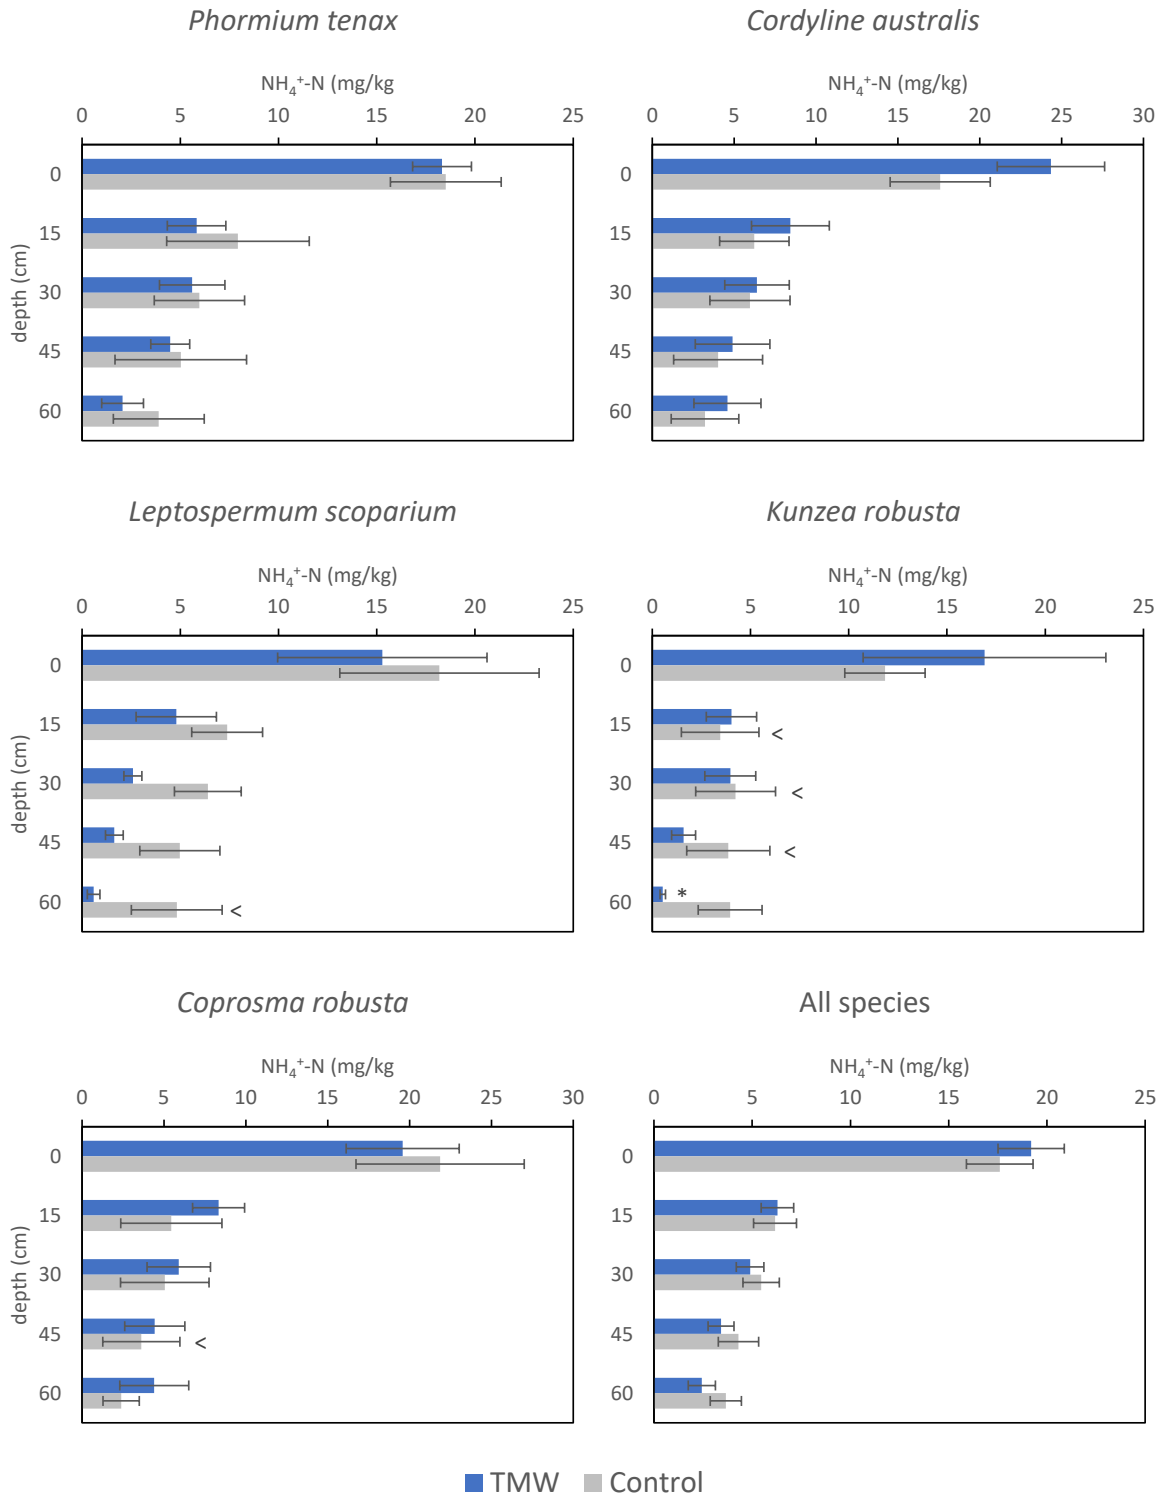 Phormium tenax
NH₄⁺-N (mg/kg
0 5 10 15 20 25
depth (cm)
0
15
30
45
60
Cordyline australis
NH₄⁺-N (mg/kg)
0 5 10 15 20 25 30
0
15
30
45
60
Leptospermum scoparium
NH₄⁺-N (mg/kg)
0 5 10 15 20 25
depth (cm)
0
15
30
45
60 <
Kunzea robusta
NH₄⁺-N (mg/kg)
0 5 10 15 20 25
0
15 <
30 <
45 <
60 *
Coprosma robusta
NH₄⁺-N (mg/kg
0 5 10 15 20 25 30
depth (cm)
0
15
30
45 <
60
All species
NH₄⁺-N (mg/kg)
0 5 10 15 20 25
0
15
30
45
60
TMW Control